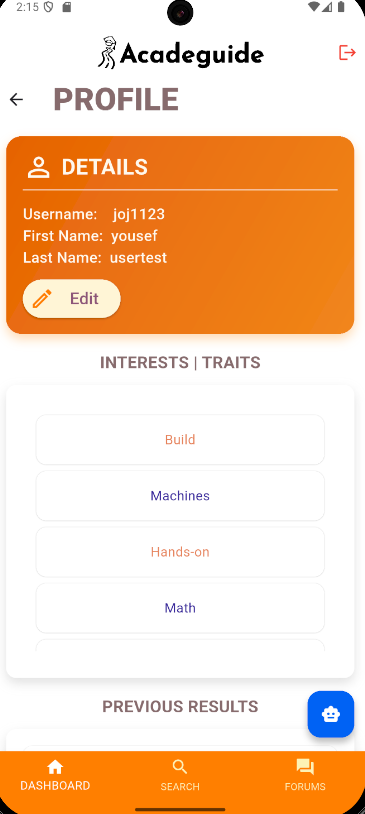 2:15
Acadeguide
PROFILE
DETAILS
Username: joj1123
First Name: yousef
Last Name: usertest
Edit
INTERESTS | TRAITS
Build
Machines
Hands-on
Math
PREVIOUS RESULTS
DASHBOARD
SEARCH
FORUMS